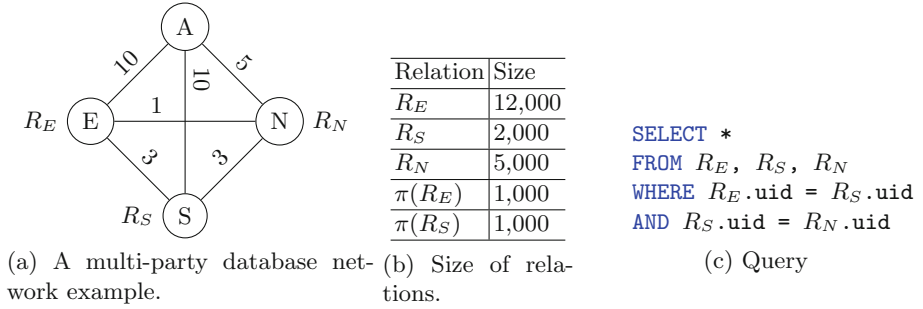 A
10
5
10
1
R_E
E
N
R_N
3
3
R_S
S
(a) A multi-party database net-
work example.
Relation Size
R_E 12,000
R_S 2,000
R_N 5,000
π(R_E) 1,000
π(R_S) 1,000
(b) Size of rela-
tions.
SELECT *
FROM R_E, R_S, R_N
WHERE R_E.uid = R_S.uid
AND R_S.uid = R_N.uid
(c) Query